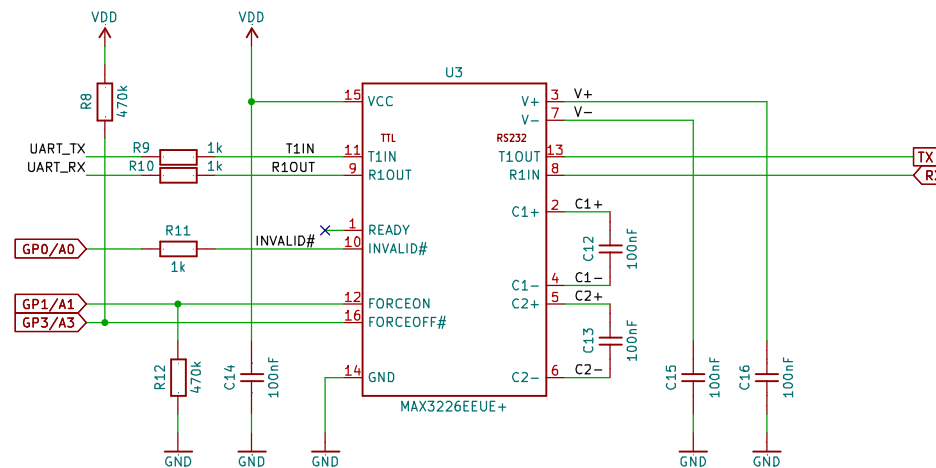 VDD
VDD
U3
R8
470k
15
VCC
V+
3
V+
V-
7
V-
TTL
RS232
UART_TX
R9
1k
T1IN
11
T1IN
T1OUT
13
TX
UART_RX
R10
1k
R1OUT
9
R1OUT
R1IN
8
C1+
2
C1+
1
READY
R11
INVALID#
10
INVALID#
GP0/A0
1k
C12
100nF
C1-
4
C1-
GP1/A1
12
FORCEON
C2+
5
C2+
GP3/A3
16
FORCEOFF#
C13
100nF
R12
470k
C14
100nF
14
GND
C2-
6
C2-
C15
100nF
C16
100nF
MAX3226EEUE+
GND
GND
GND
GND
GND